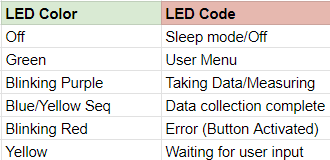 LED Color LED Code
Off Sleep mode/Off
Green User Menu
Blinking Purple Taking Data/Measuring
Blue/Yellow Seq Data collection complete
Blinking Red Error (Button Activated)
Yellow Waiting for user input